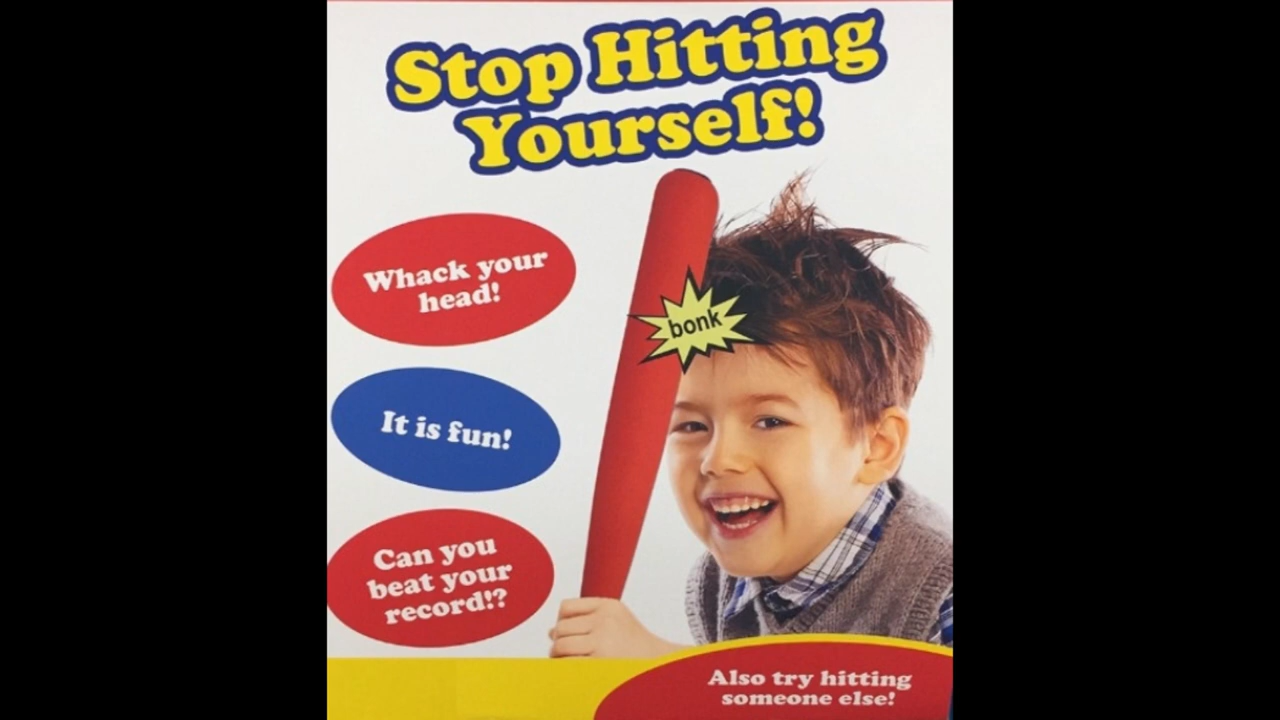 Stop Hitting
Yourself!
Whack your
head!
bonk
It is fun!
Can you
beat your
record!?
Also try hitting
someone else!